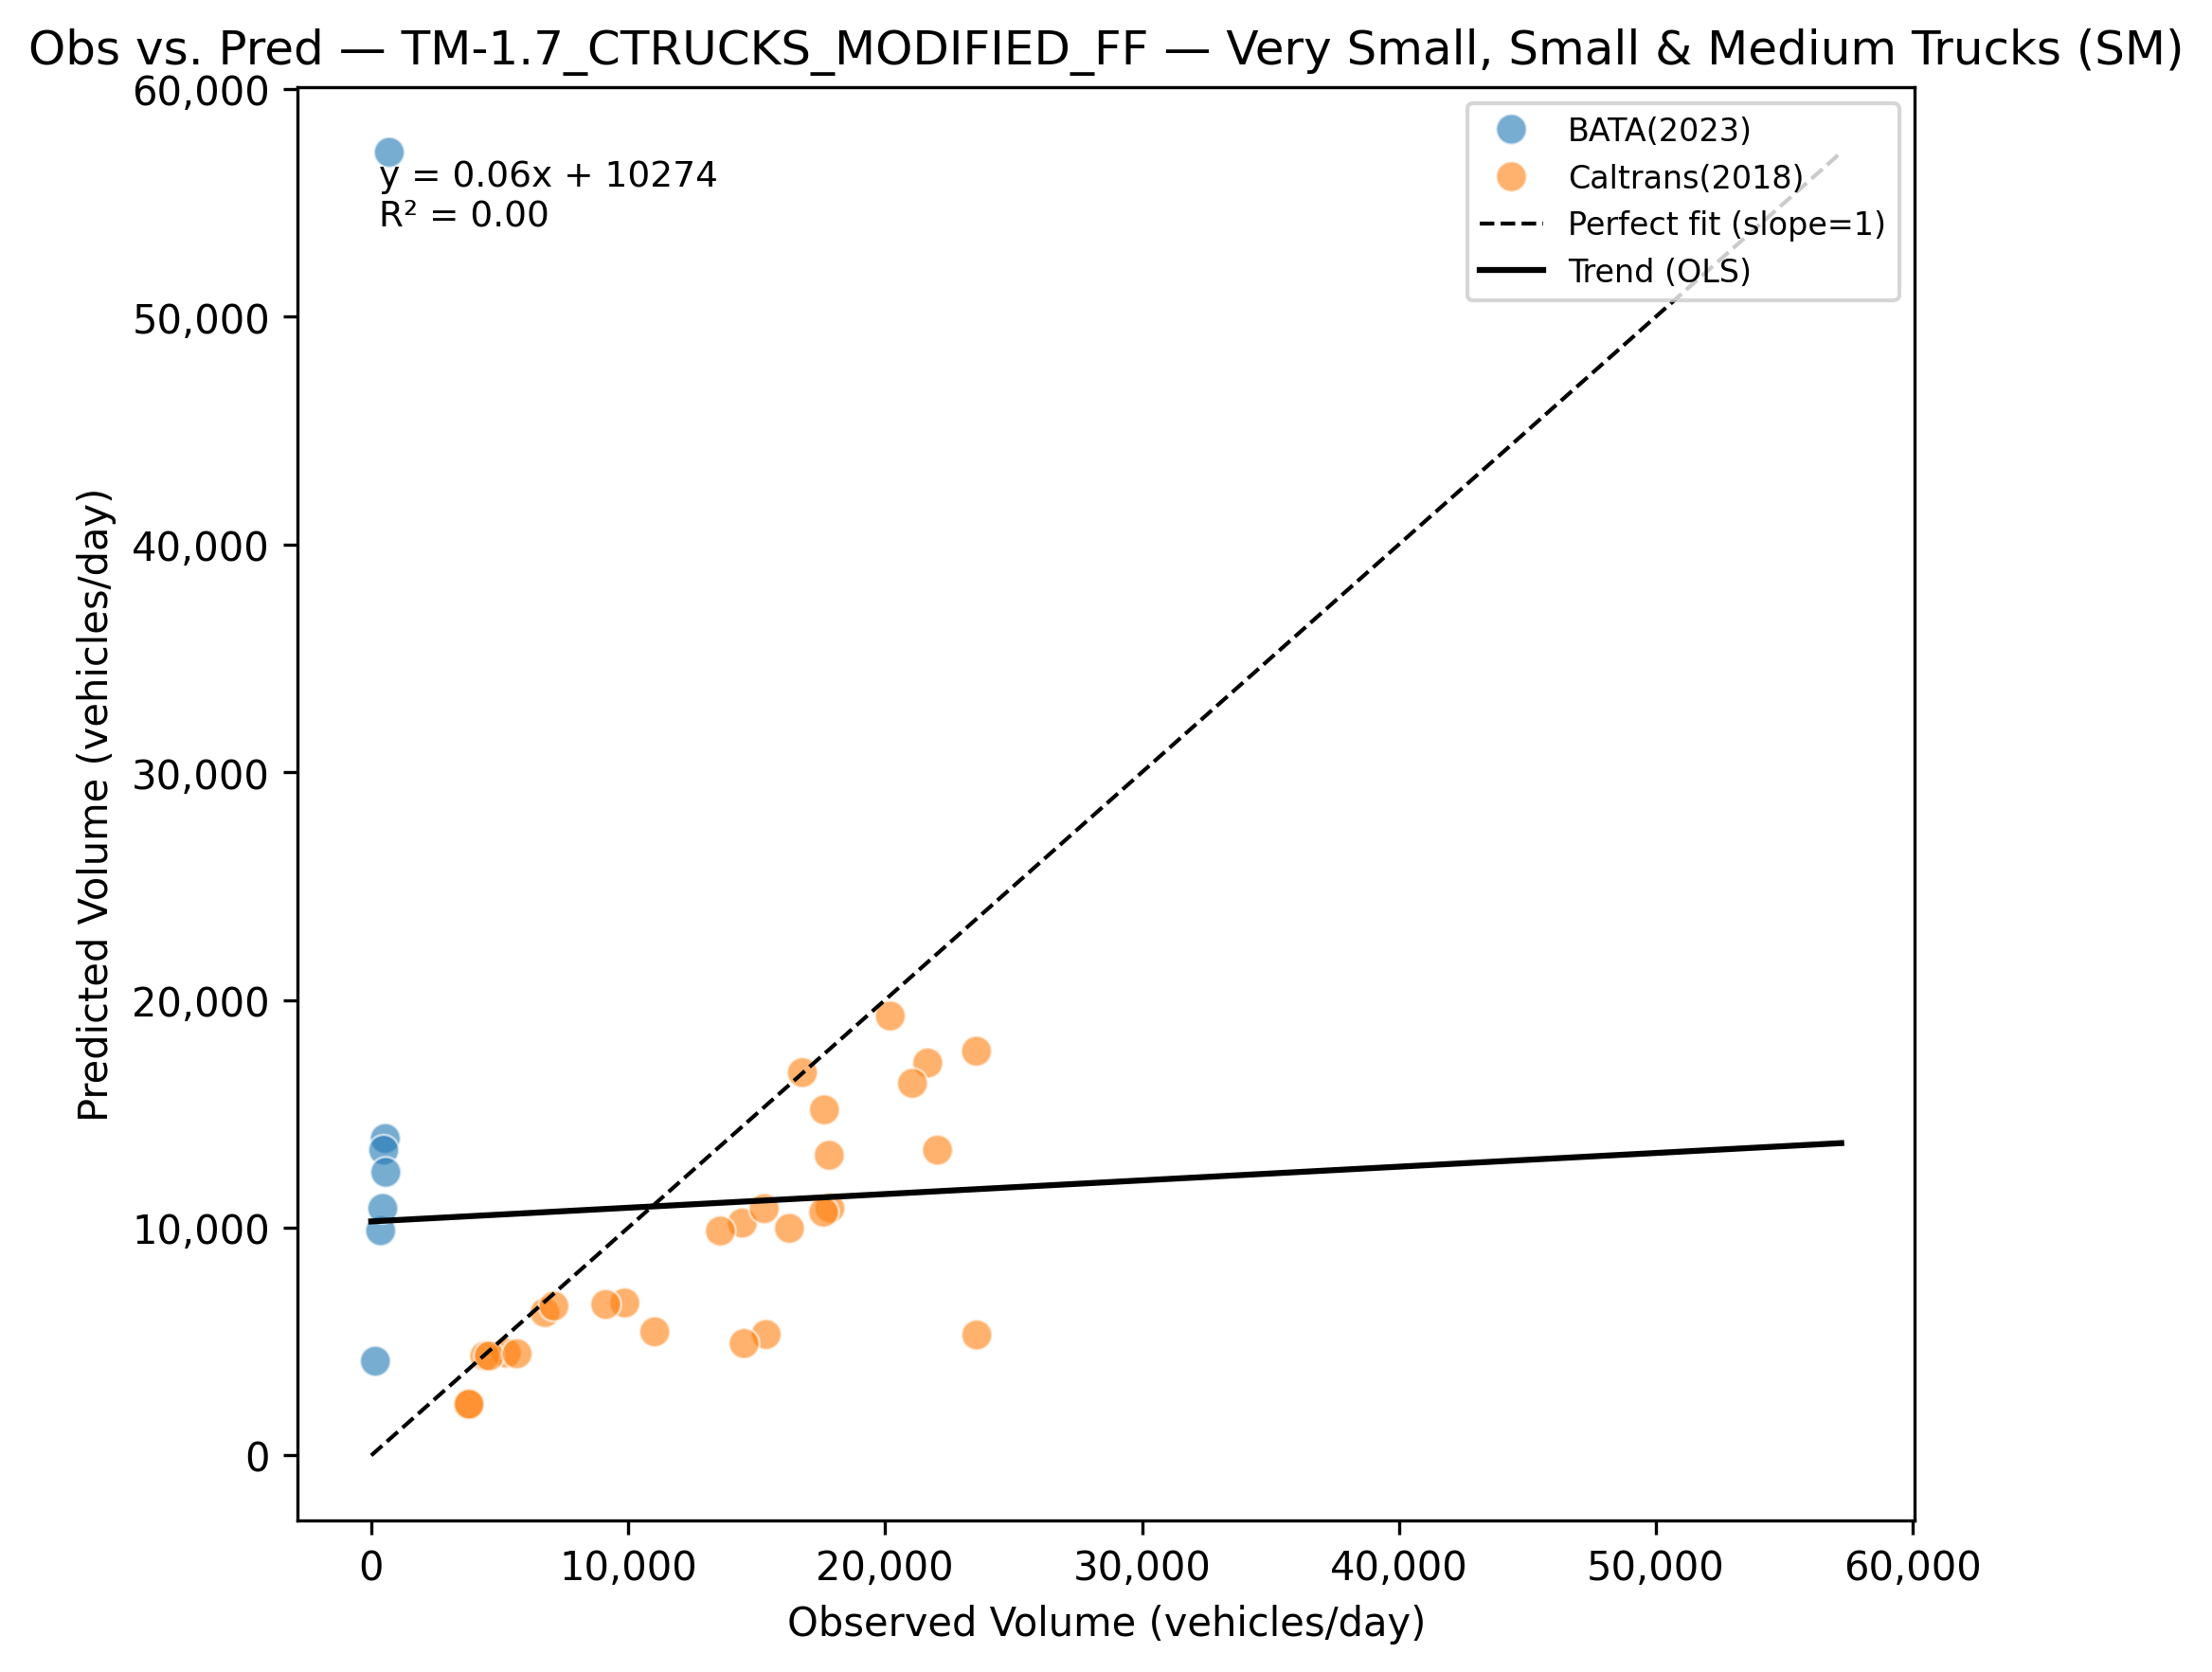 Obs vs. Pred — TM-1.7_CTRUCKS_MODIFIED_FF — Very Small, Small & Medium Trucks (SM)
60,000
50,000
40,000
30,000
20,000
10,000
0
Predicted Volume (vehicles/day)
y = 0.06x + 10274
R² = 0.00
BATA(2023)
Caltrans(2018)
Perfect fit (slope=1)
Trend (OLS)
0 10,000 20,000 30,000 40,000 50,000 60,000
Observed Volume (vehicles/day)